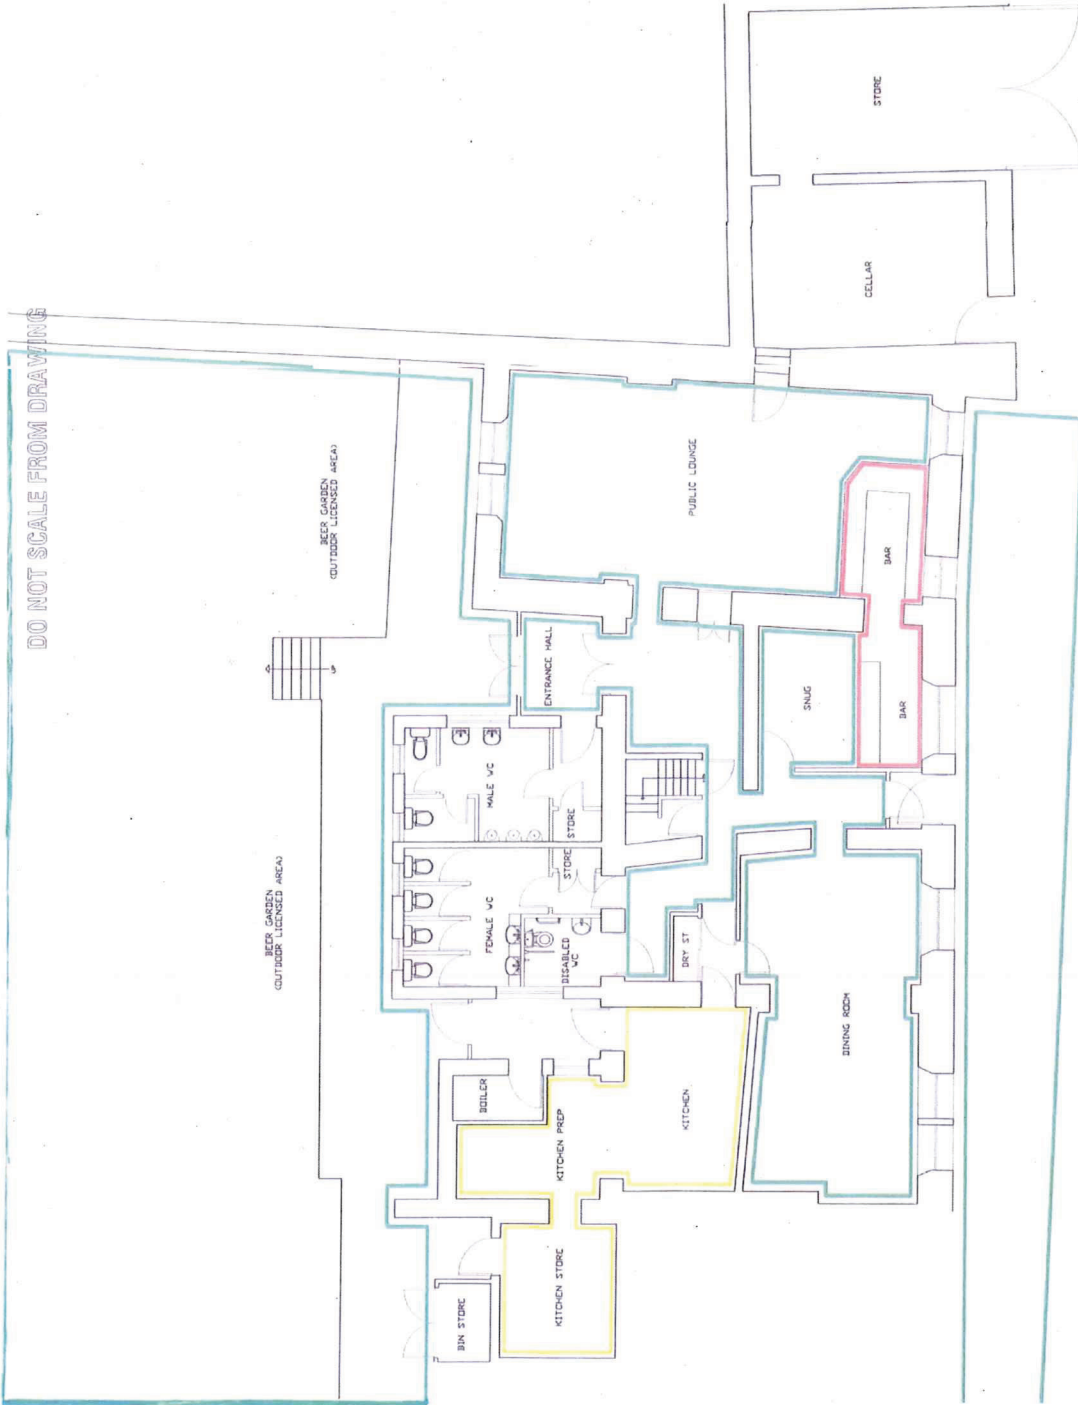 DO NOT SCALE FROM DRAWING
BEER GARDEN
(OUTDOOR LICENSED AREA)
BEER GARDEN
(OUTDOOR LICENSED AREA)
BIN STORE
KITCHEN STORE
KITCHEN PREP
BOILER
KITCHEN
FEMALE WC
DISABLED
WC
STORE
MALE WC
STORE
DRY ST
ENTRANCE HALL
DINING ROOM
SNUG
BAR
BAR
PUBLIC LOUNGE
CELLAR
STORE